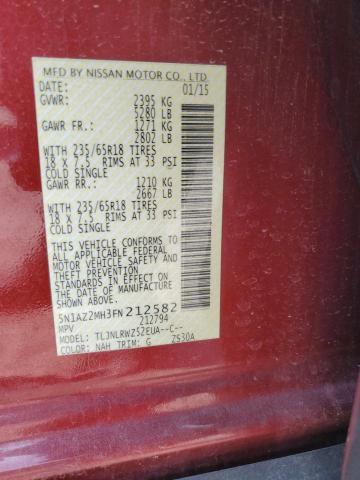 MFD BY NISSAN MOTOR CO., LTD
DATE: 01/15
GVWR: 2395 KG
5280 LB
GAWR FR.: 1271 KG
2802 LB
WITH 235/65R18 TIRES
18 X 7.5 RIMS AT 33 PSI
COLD SINGLE
GAWR RR.: 1210 KG
2667 LB
WITH 235/65R18 TIRES
18 X 7.5 RIMS AT 33 PSI
COLD SINGLE
THIS VEHICLE CONFORMS TO
ALL APPLICABLE FEDERAL
MOTOR VEHICLE SAFETY AND
STANDARDS IN EFFECT ON THE
DATE OF MANUFACTURE SHOWN
ABOVE.
5N1AZ2MH3FN212582
MPV 212794
MODEL: TLJNLRWZ52EUA--C--
COLOR: NAH TRIM: G Z530A